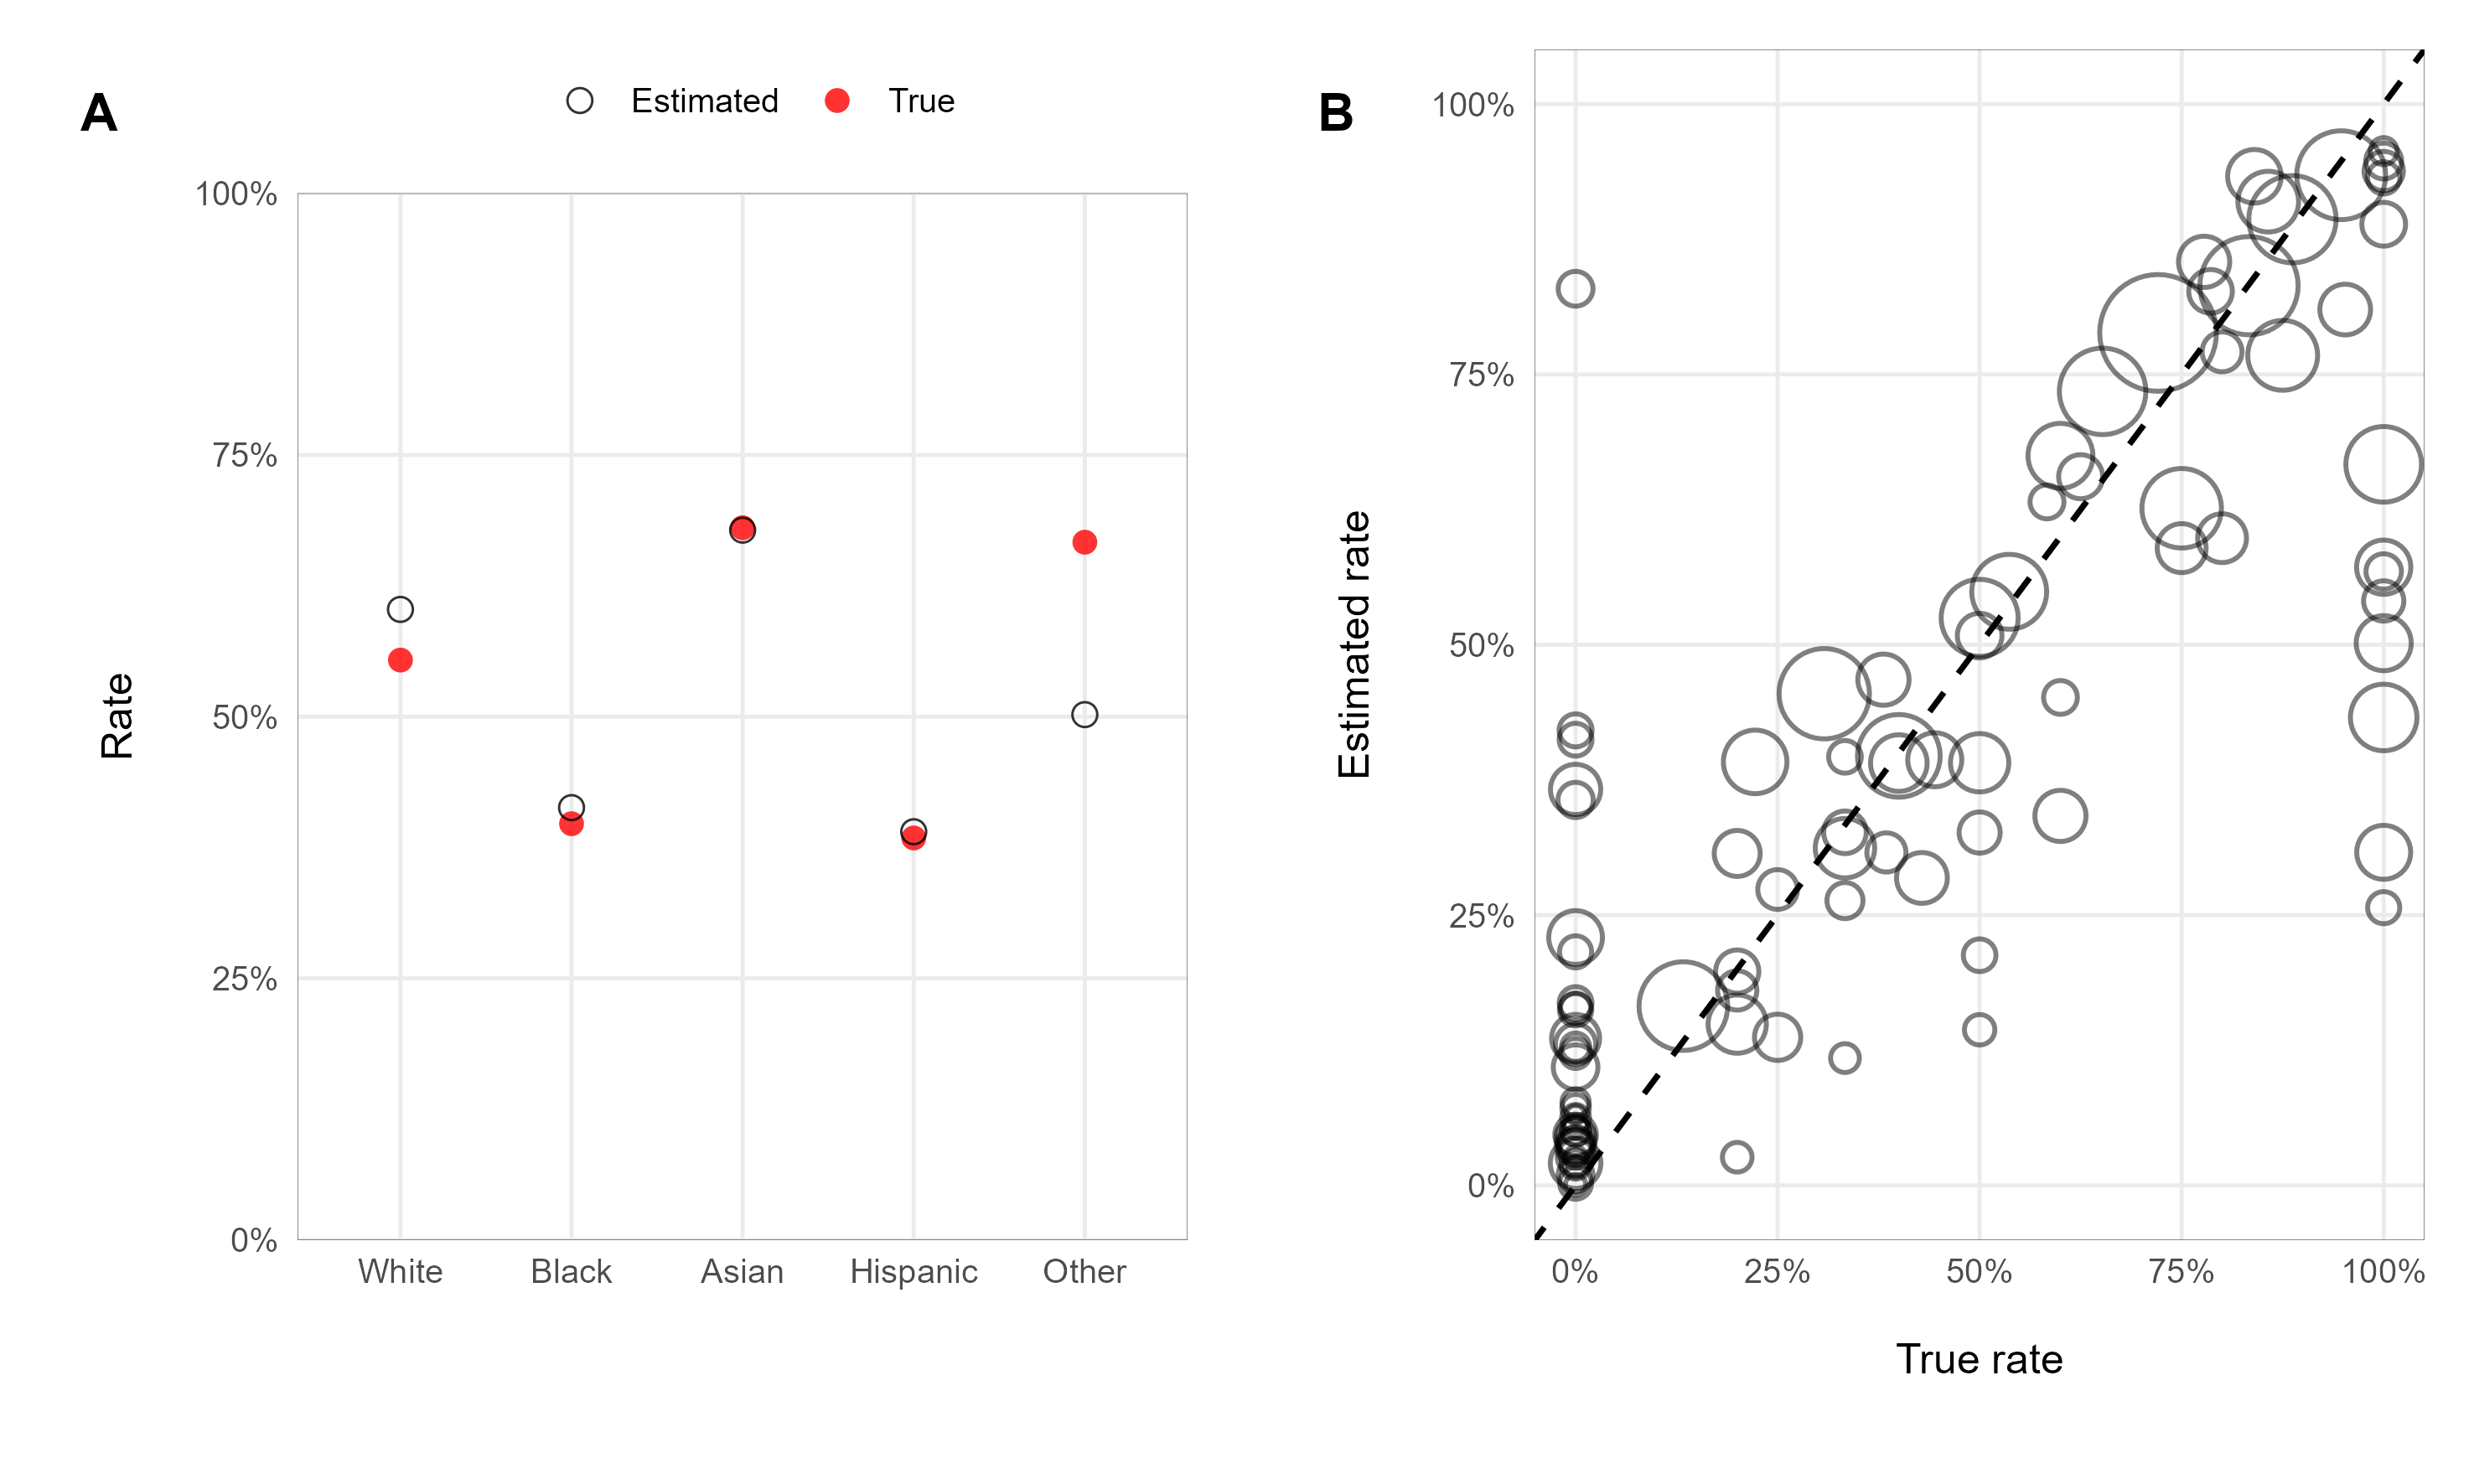 A
Estimated True
Rate
100%
75%
50%
25%
0%
White Black Asian Hispanic Other
B
Estimated rate
100%
75%
50%
25%
0%
0% 25% 50% 75% 100%
True rate